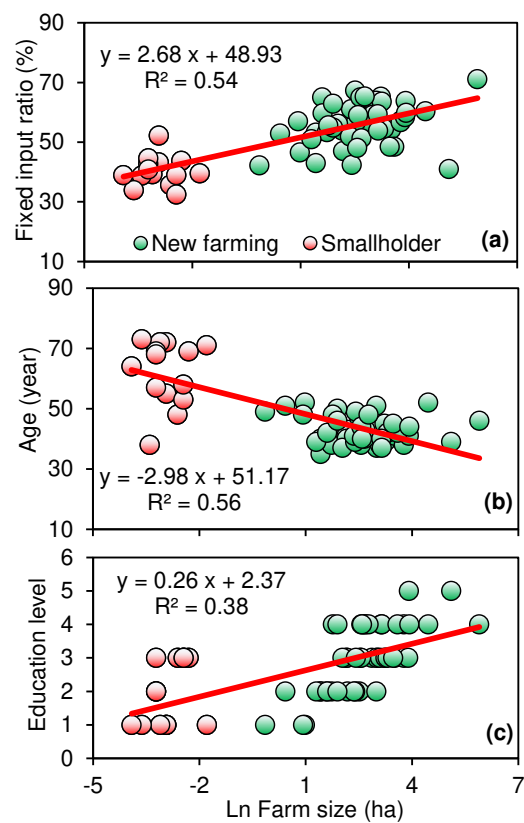 90
70
50
30
10
Fixed input ratio (%)
y = 2.68 x + 48.93
R² = 0.54
New farming
Smallholder
(a)
90
70
50
30
10
Age (year)
y = -2.98 x + 51.17
R² = 0.56
(b)
6
5
4
3
2
1
0
Education level
y = 0.26 x + 2.37
R² = 0.38
(c)
-5 -2 1 4 7
Ln Farm size (ha)